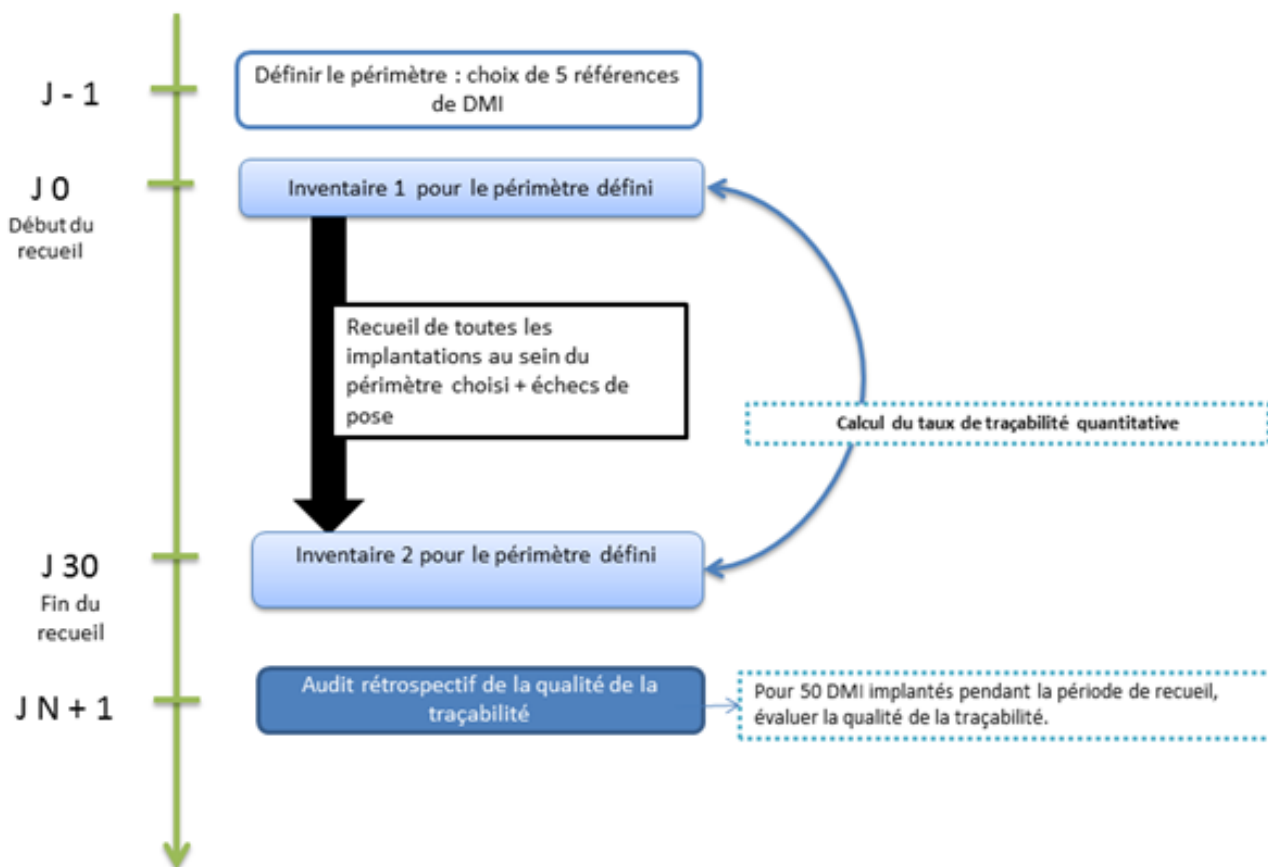 J - 1
Définir le périmètre : choix de 5 références
de DMI
J 0
Début du
recueil
Inventaire 1 pour le périmètre défini
Recueil de toutes les
implantations au sein du
périmètre choisi + échecs de
pose
Calcul du taux de traçabilité quantitative
J 30
Fin du
recueil
Inventaire 2 pour le périmètre défini
J N + 1
Audit rétrospectif de la qualité de la
traçabilité
Pour 50 DMI implantés pendant la période de recueil,
évaluer la qualité de la traçabilité.